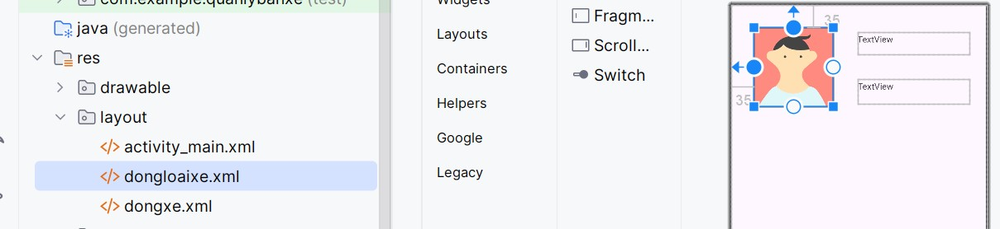 com.example.quanlybanxe (test)
java (generated)
res
drawable
layout
activity_main.xml
dongloaixe.xml
dongxe.xml
Widgets
Layouts
Containers
Helpers
Google
Legacy
Fragm...
Scroll...
Switch
35
TextView
TextView
35